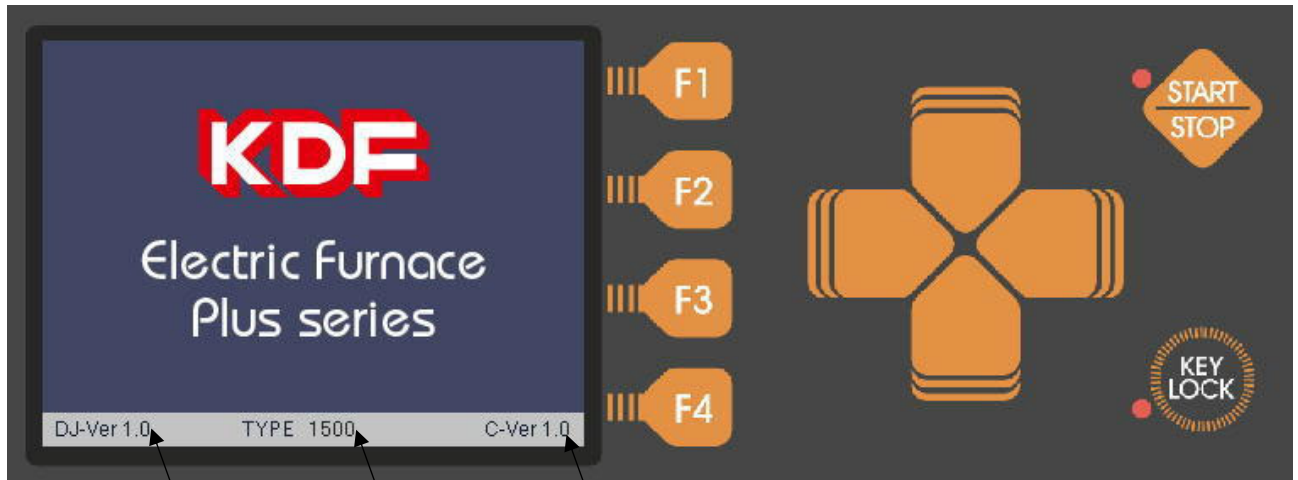 KDF
Electric Furnace
Plus series
DJ-Ver 1.0
TYPE 1500
C-Ver 1.0
F1
F2
F3
F4
START
STOP
KEY
LOCK